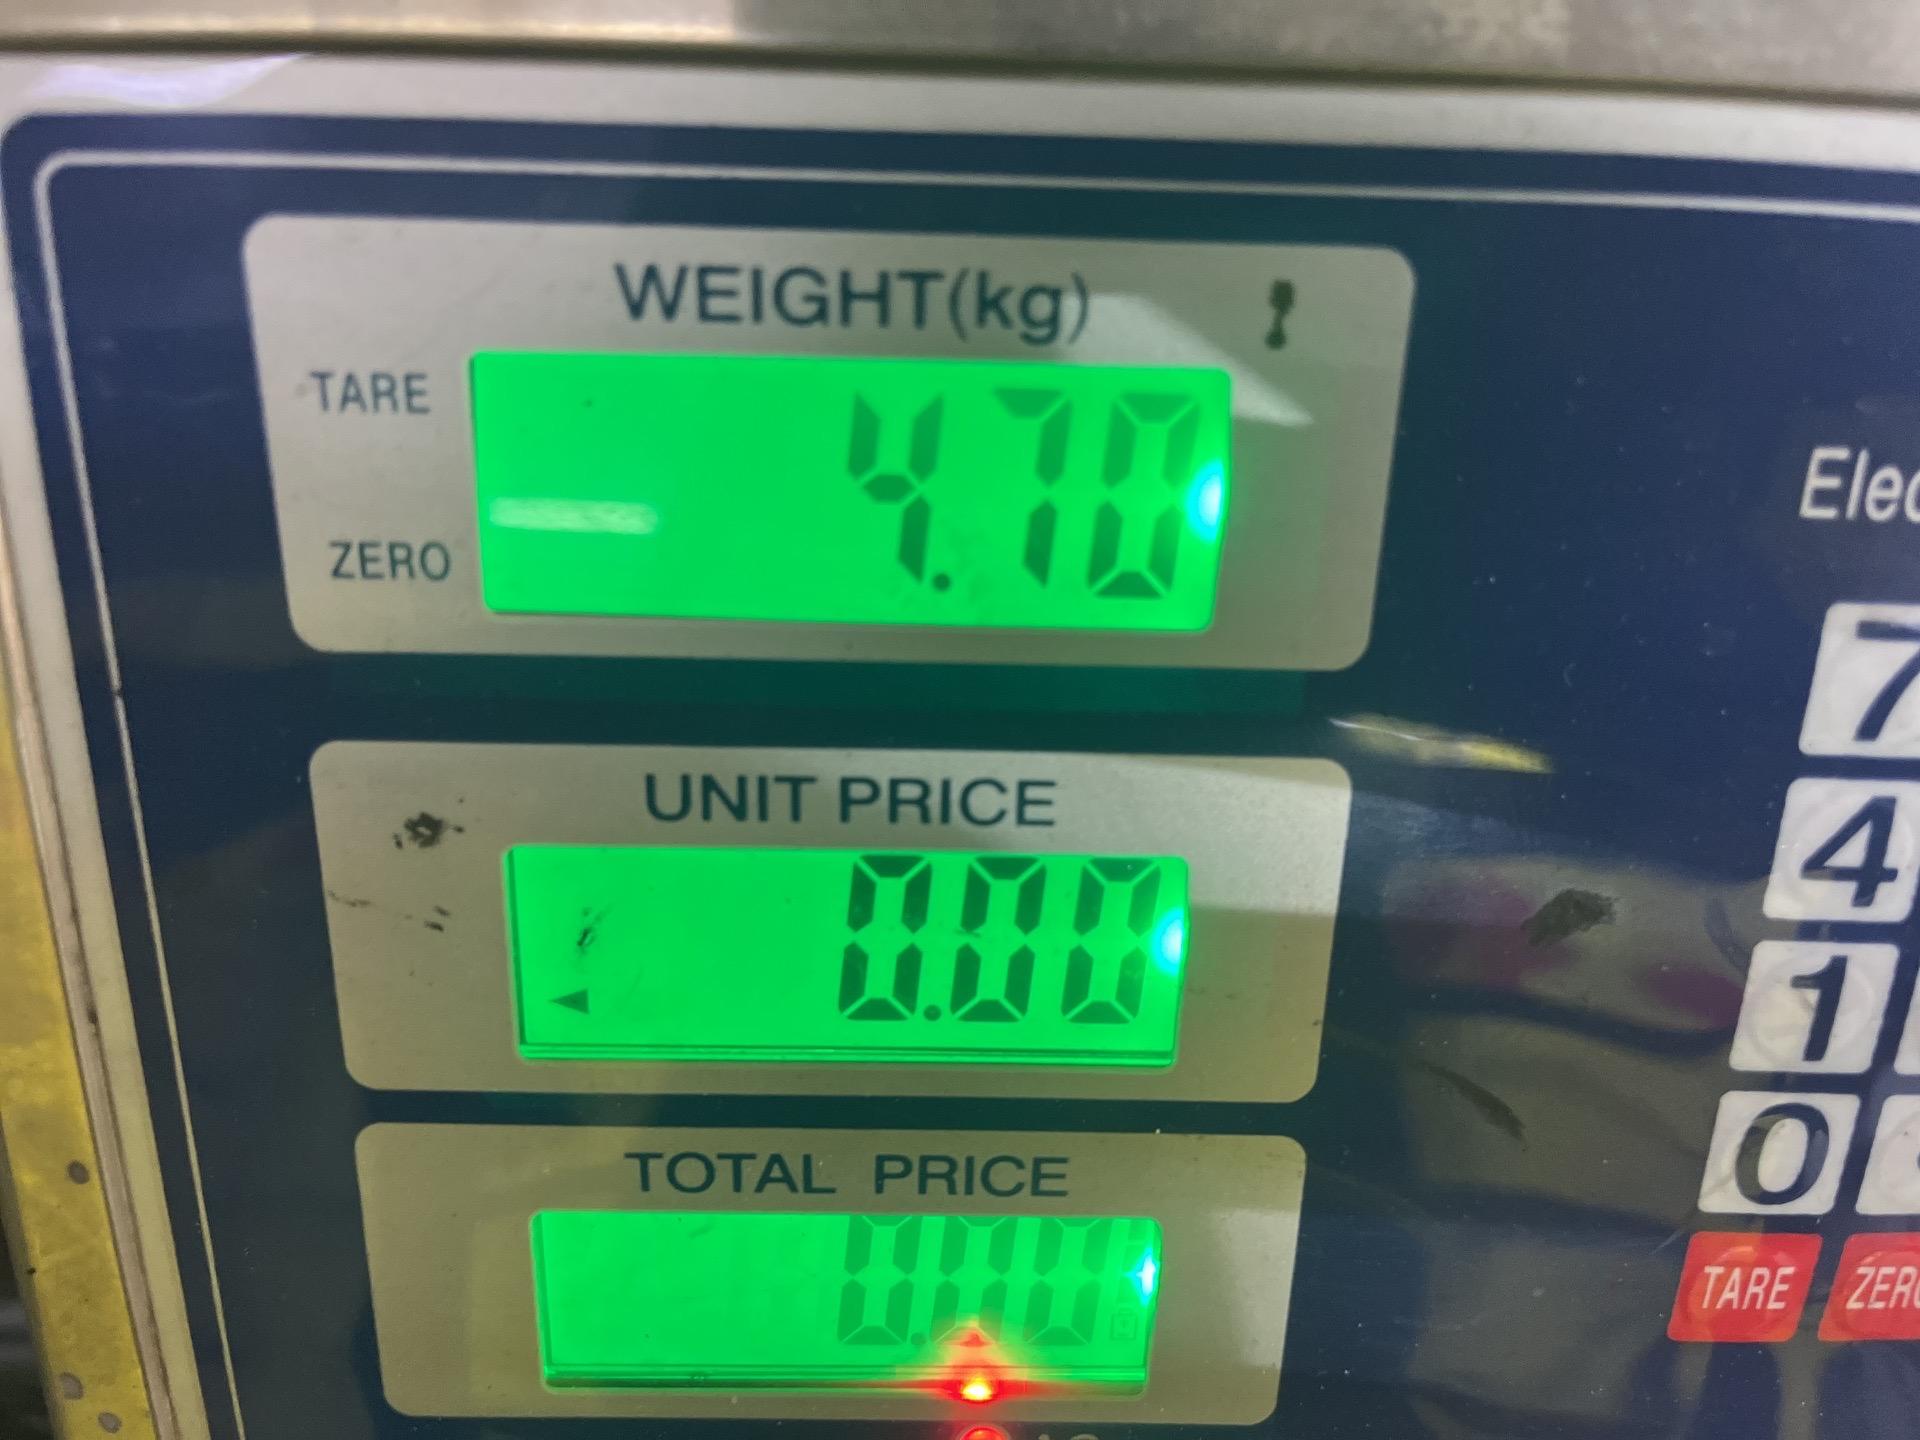 WEIGHT(kg)
TARE
4.70
ZERO
Elec
UNIT PRICE
0.00
TOTAL PRICE
0.00
7
4
1
0
TARE
ZERO